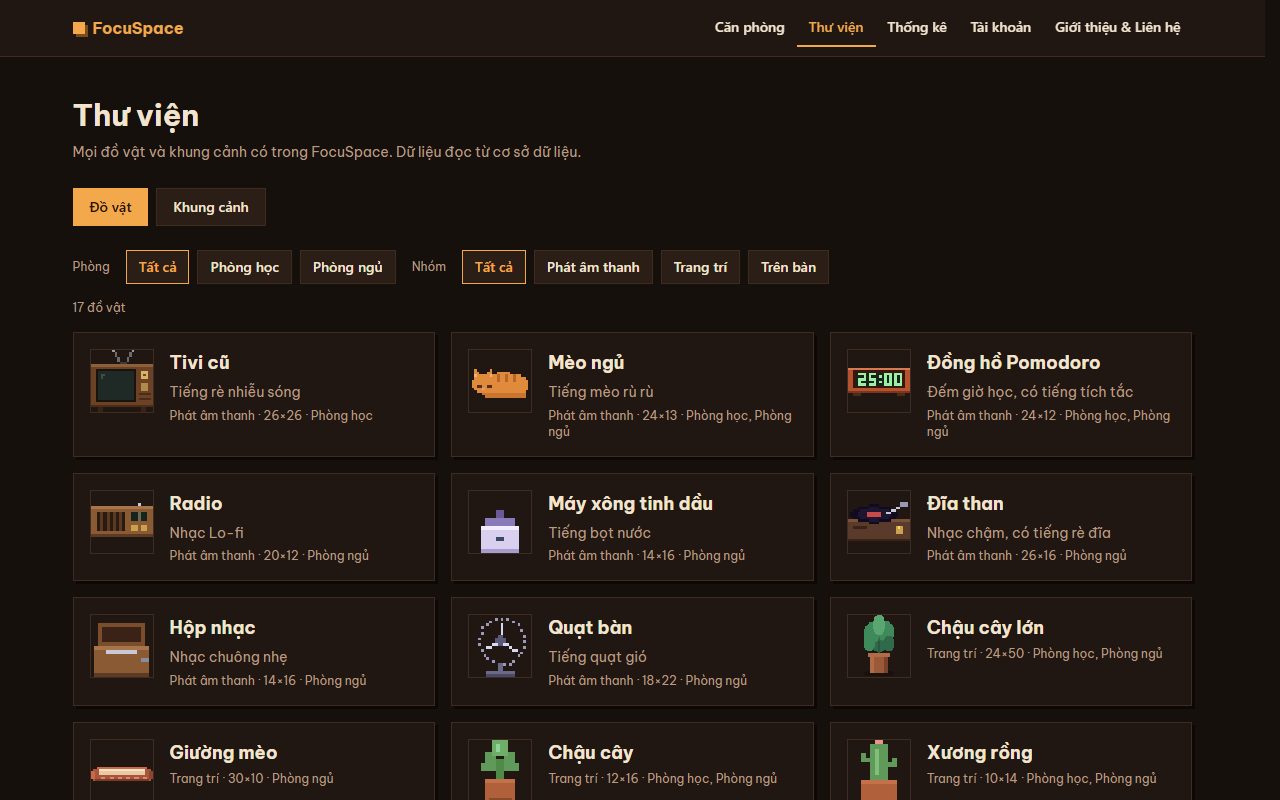 FocuSpace
Căn phòng
Thư viện
Thống kê
Tài khoản
Giới thiệu & Liên hệ
Thư viện
Mọi đồ vật và khung cảnh có trong FocuSpace. Dữ liệu đọc từ cơ sở dữ liệu.
Đồ vật
Khung cảnh
Phòng
Tất cả
Phòng học
Phòng ngủ
Nhóm
Tất cả
Phát âm thanh
Trang trí
Trên bàn
17 đồ vật
Tivi cũ
Tiếng rè nhiễu sóng
Phát âm thanh · 26×26 · Phòng học
Mèo ngủ
Tiếng mèo rù rù
Phát âm thanh · 24×13 · Phòng học, Phòng
ngủ
25:00
Đồng hồ Pomodoro
Đếm giờ học, có tiếng tích tắc
Phát âm thanh · 24×12 · Phòng học, Phòng
ngủ
Radio
Nhạc Lo-fi
Phát âm thanh · 20×12 · Phòng ngủ
Máy xông tinh dầu
Tiếng bọt nước
Phát âm thanh · 14×16 · Phòng ngủ
Đĩa than
Nhạc chậm, có tiếng rè đĩa
Phát âm thanh · 26×16 · Phòng ngủ
Hộp nhạc
Nhạc chuông nhẹ
Phát âm thanh · 14×16 · Phòng ngủ
Quạt bàn
Tiếng quạt gió
Phát âm thanh · 18×22 · Phòng ngủ
Chậu cây lớn
Trang trí · 24×50 · Phòng học, Phòng ngủ
Giường mèo
Trang trí · 30×10 · Phòng ngủ
Chậu cây
Trang trí · 12×16 · Phòng học, Phòng ngủ
Xương rồng
Trang trí · 10×14 · Phòng học, Phòng ngủ